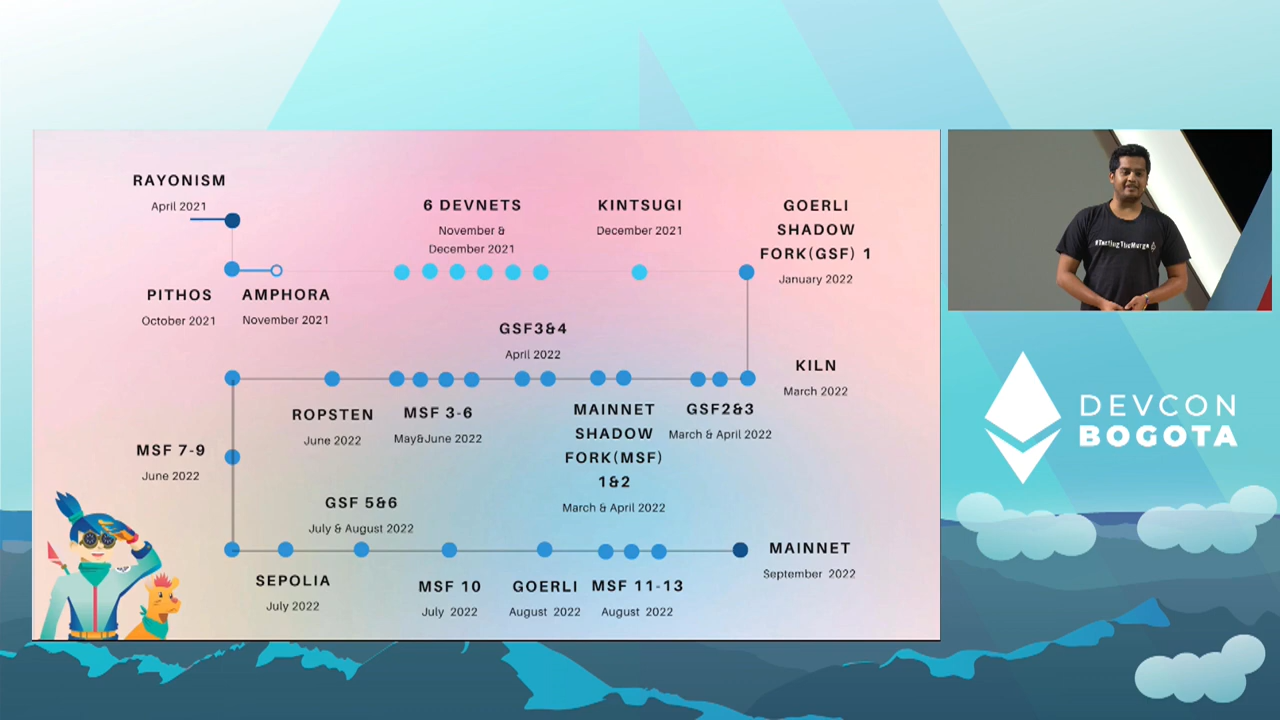 RAYONISM
April 2021
6 DEVNETS
November &
December 2021
KINTSUGI
December 2021
GOERLI
SHADOW
FORK(GSF) 1
January 2022
PITHOS
October 2021
AMPHORA
November 2021
GSF3&4
April 2022
KILN
March 2022
ROPSTEN
June 2022
MSF 3-6
May&June 2022
MAINNET
SHADOW
FORK(MSF)
1&2
March & April 2022
GSF2&3
March & April 2022
MSF 7-9
June 2022
GSF 5&6
July & August 2022
MAINNET
September 2022
SEPOLIA
July 2022
MSF 10
July 2022
GOERLI
August 2022
MSF 11-13
August 2022
#TestingTheMerge
DEVCON
BOGOTA